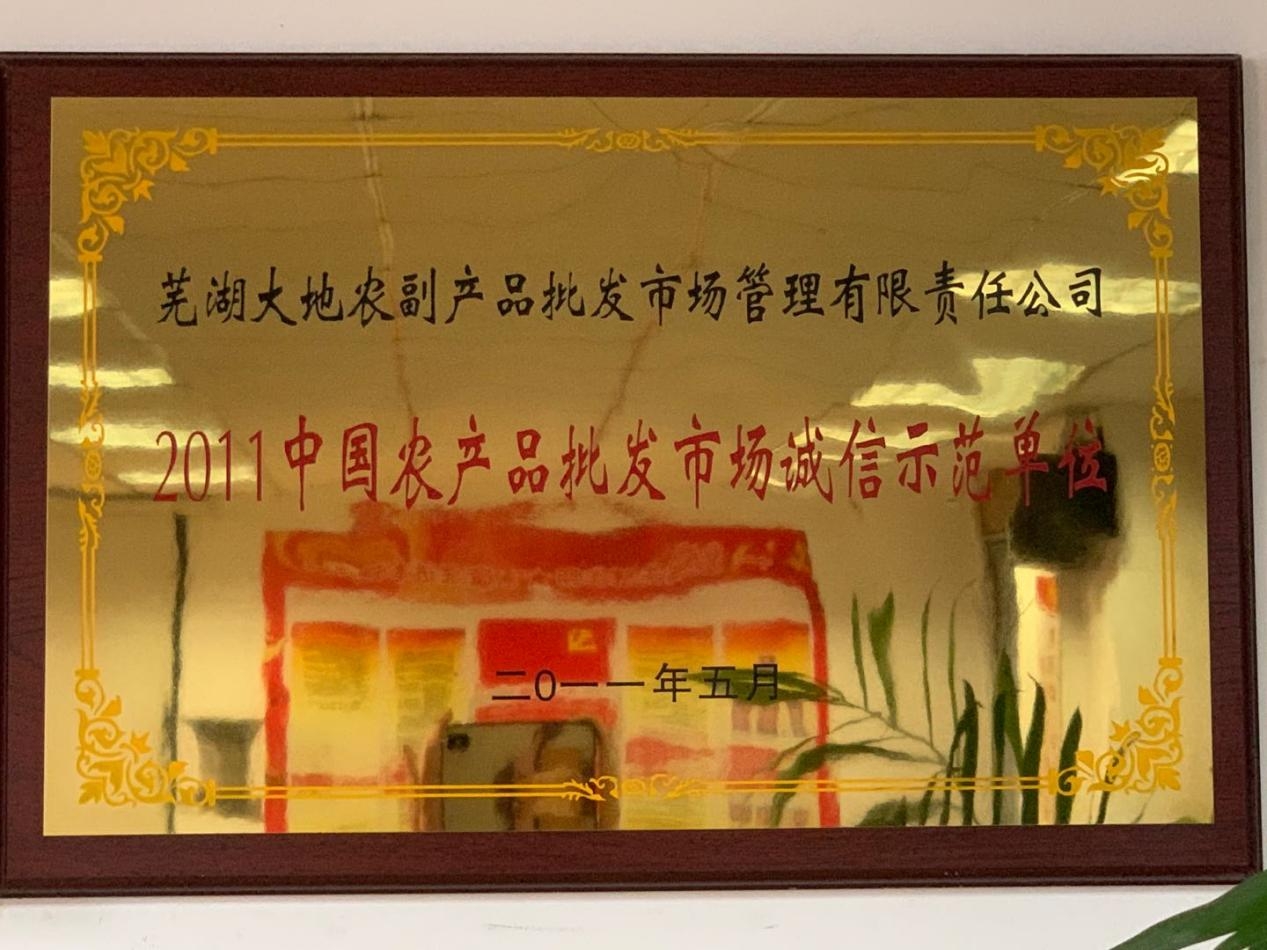 芜湖大地农副产品批发市场管理有限责任公司
2011中国农产品批发市场诚信示范单位
二0一一年五月